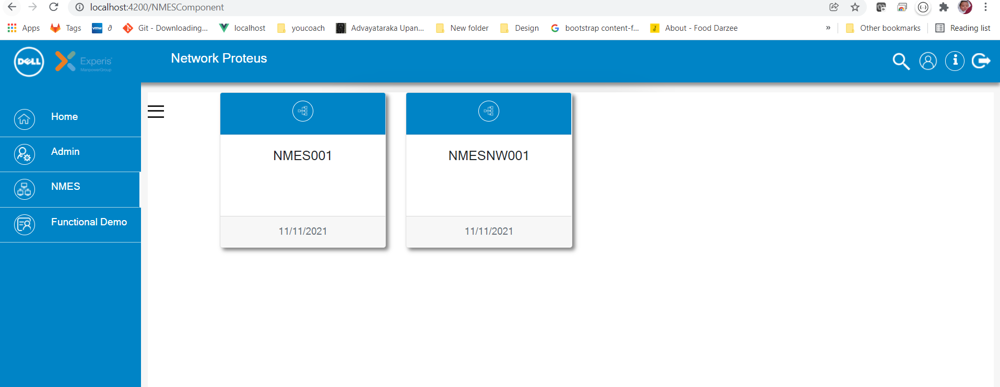 localhost:4200/NMESComponent
Apps Tags vmw ∂ Git - Downloading... localhost youcoach Advayataraka Upan... New folder Design bootstrap content-f... About - Food Darzee » Other bookmarks Reading list
DELL Experis ManpowerGroup Network Proteus
Home
Admin
NMES
Functional Demo
NMES001 NMESNW001
11/11/2021 11/11/2021